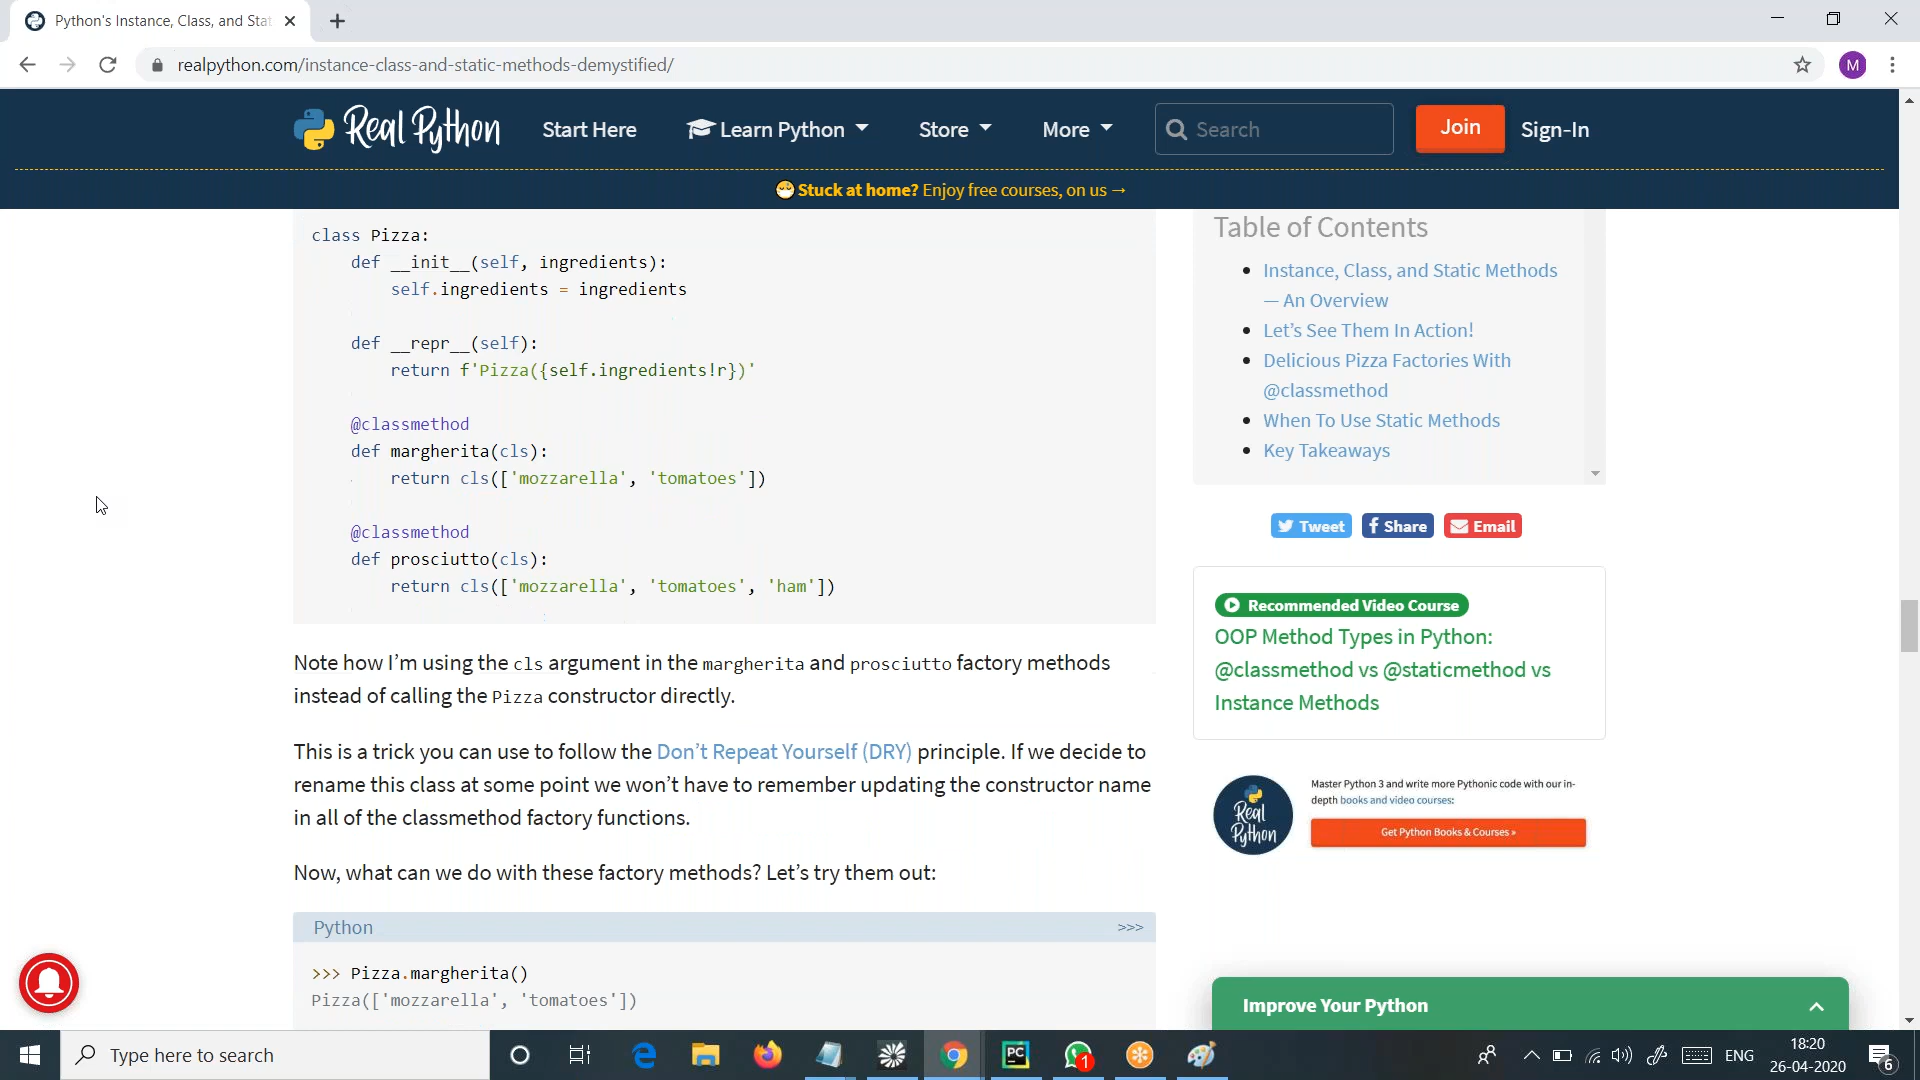 Python's Instance, Class, and Stat
realpython.com/instance-class-and-static-methods-demystified/
M
Real Python
Start Here
Learn Python
Store
More
Search
Join
Sign-In
Stuck at home? Enjoy free courses, on us →
class Pizza:
    def __init__(self, ingredients):
        self.ingredients = ingredients
    def __repr__(self):
        return f'Pizza({self.ingredients!r})'
    @classmethod
    def margherita(cls):
        return cls(['mozzarella', 'tomatoes'])
    @classmethod
    def prosciutto(cls):
        return cls(['mozzarella', 'tomatoes', 'ham'])
Note how I’m using the cls argument in the margherita and prosciutto factory methods
instead of calling the Pizza constructor directly.
This is a trick you can use to follow the Don’t Repeat Yourself (DRY) principle. If we decide to
rename this class at some point we won’t have to remember updating the constructor name
in all of the classmethod factory functions.
Now, what can we do with these factory methods? Let’s try them out:
Python
>>>
>>> Pizza.margherita()
Pizza(['mozzarella', 'tomatoes'])
Table of Contents
• Instance, Class, and Static Methods
— An Overview
• Let’s See Them In Action!
• Delicious Pizza Factories With
@classmethod
• When To Use Static Methods
• Key Takeaways
Tweet
Share
Email
Recommended Video Course
OOP Method Types in Python:
@classmethod vs @staticmethod vs
Instance Methods
Real
Python
Master Python 3 and write more Pythonic code with our in-
depth books and video courses:
Get Python Books & Courses »
Improve Your Python
Type here to search
PC
1
ENG
18:20
26-04-2020
6